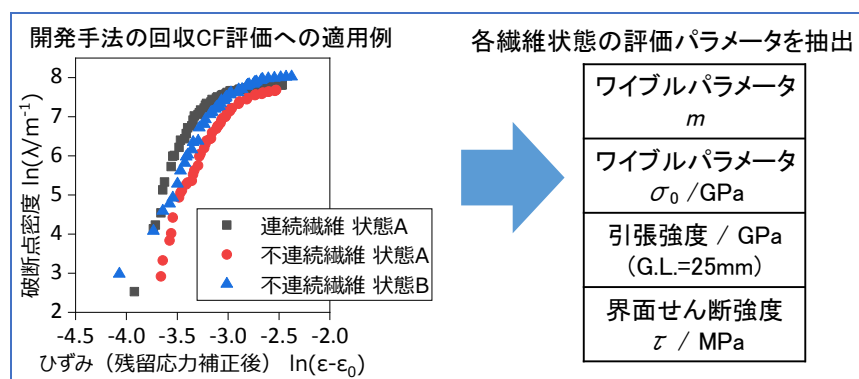 開発手法の回収CF評価への適用例
破断点密度 ln(λ/m⁻¹)
8
7
6
5
4
3
2
連続繊維 状態A
不連続繊維 状態A
不連続繊維 状態B
-4.5 -4.0 -3.5 -3.0 -2.5 -2.0
ひずみ（残留応力補正後） ln(ε-ε₀)
各繊維状態の評価パラメータを抽出
ワイブルパラメータ
m
ワイブルパラメータ
σ₀ /GPa
引張強度 / GPa
(G.L.=25mm)
界面せん断強度
τ / MPa